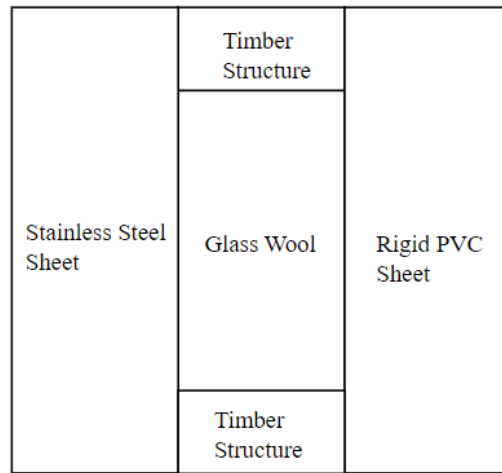 Timber
Structure
Stainless Steel
Sheet
Glass Wool
Rigid PVC
Sheet
Timber
Structure